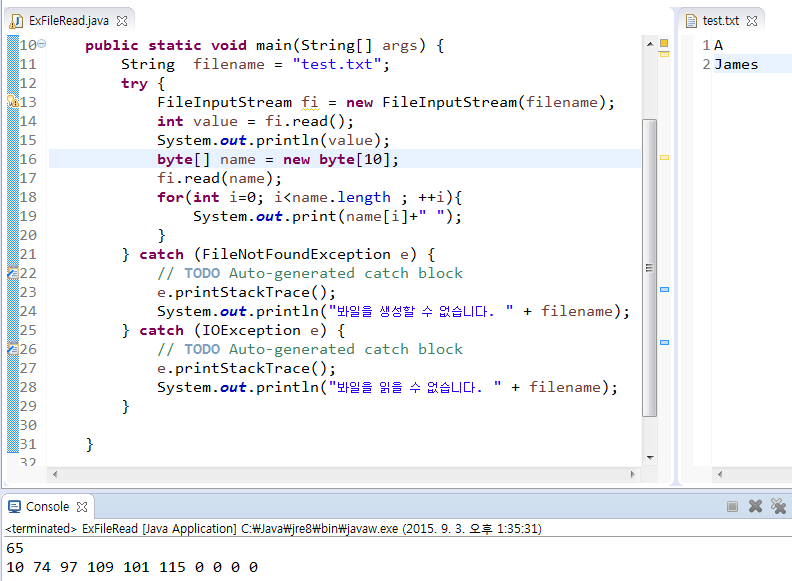 ExFileRead.java
10 public static void main(String[] args) {
11 String filename = "test.txt";
12 try {
13 FileInputStream fi = new FileInputStream(filename);
14 int value = fi.read();
15 System.out.println(value);
16 byte[] name = new byte[10];
17 fi.read(name);
18 for(int i=0; i<name.length ; ++i){
19 System.out.print(name[i]+" ");
20 }
21 } catch (FileNotFoundException e) {
22 // TODO Auto-generated catch block
23 e.printStackTrace();
24 System.out.println("봐일을 생성할 수 없습니다. " + filename);
25 } catch (IOException e) {
26 // TODO Auto-generated catch block
27 e.printStackTrace();
28 System.out.println("봐일을 읽을 수 없습니다. " + filename);
29 }
30
31 }
32
test.txt
1 A
2 James
Console
<terminated> ExFileRead [Java Application] C:₩Java₩jre8₩bin₩javaw.exe (2015. 9. 3. 오후 1:35:31)
65
10 74 97 109 101 115 0 0 0 0